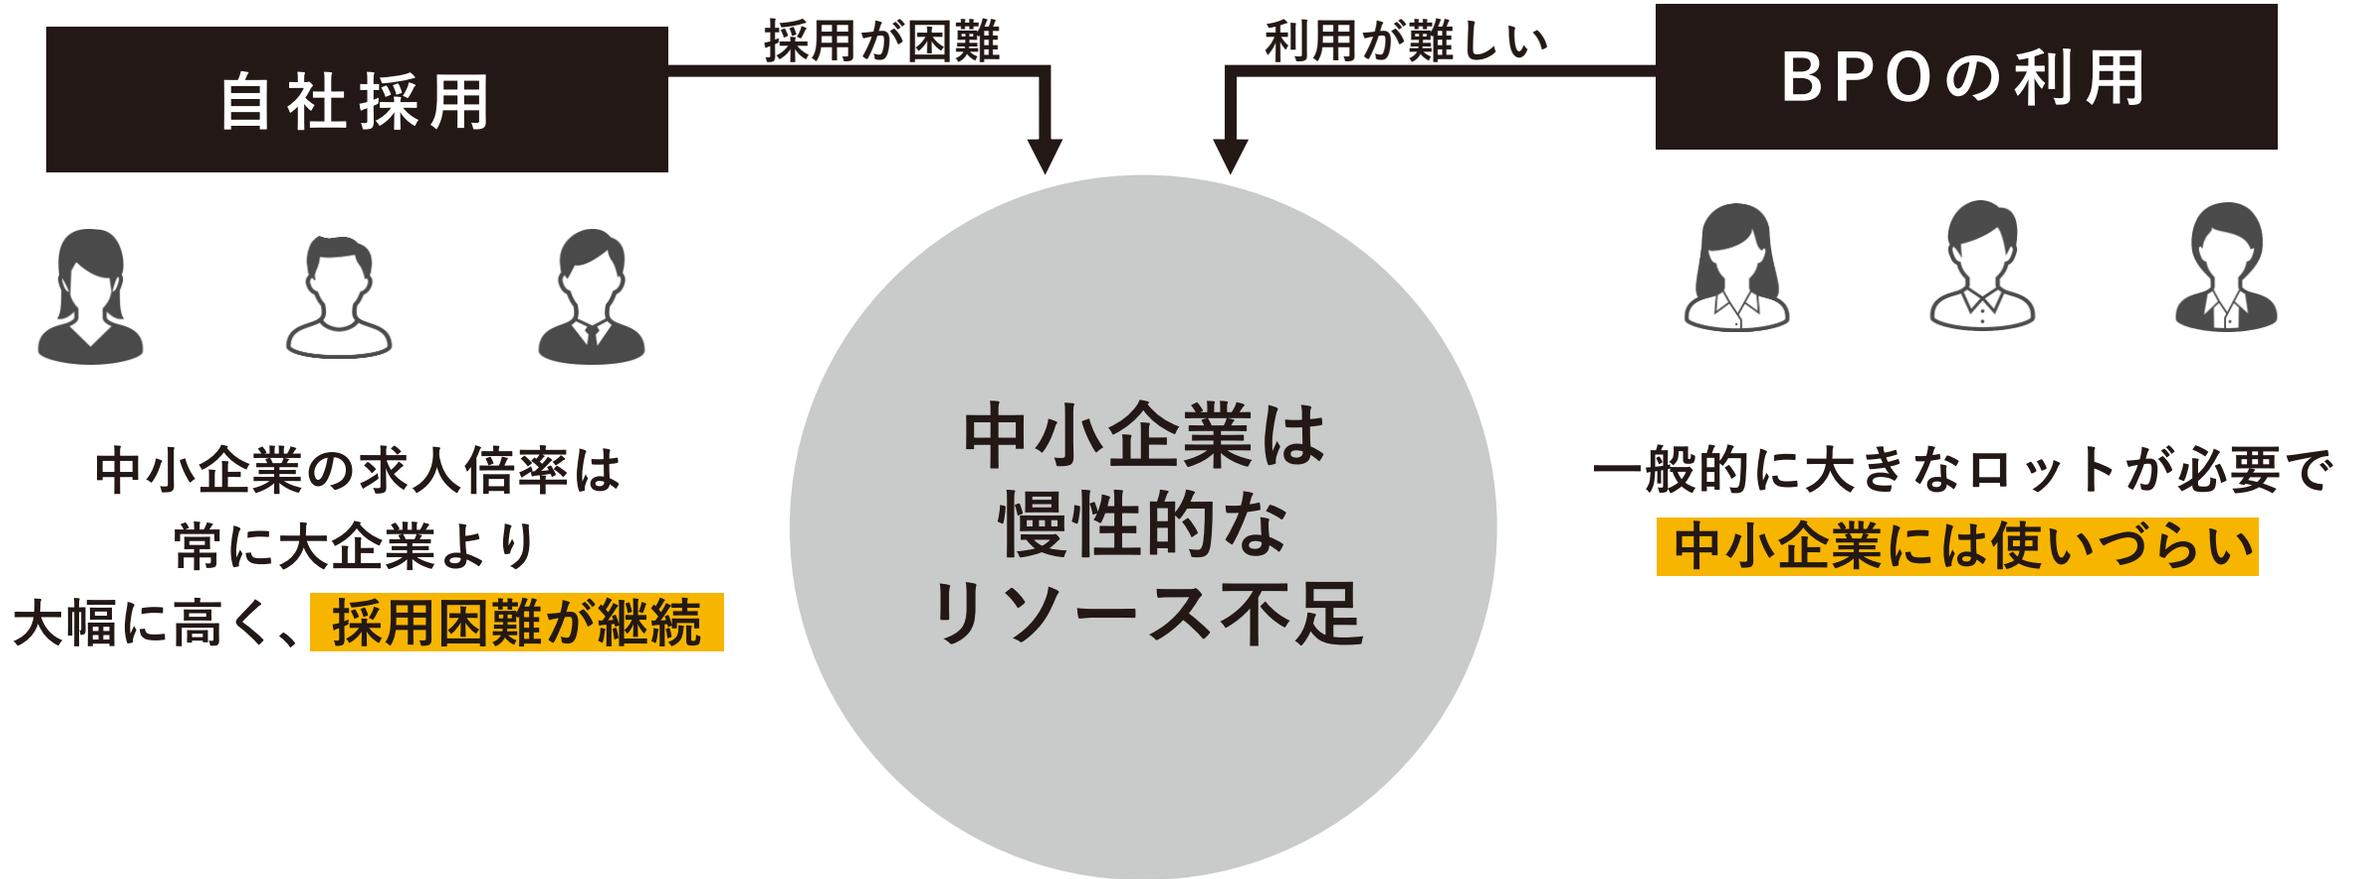 自社採用
採用が困難
利用が難しい
BPOの利用
中小企業の求人倍率は
常に大企業より
大幅に高く、採用困難が継続
中小企業は
慢性的な
リソース不足
一般的に大きなロットが必要で
中小企業には使いづらい